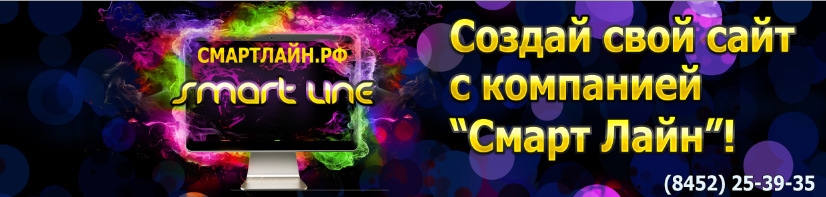 СМАРТЛАЙН.РФ
Smart Line
Создай свой сайт
с компанией
“Смарт Лайн”!
(8452) 25-39-35